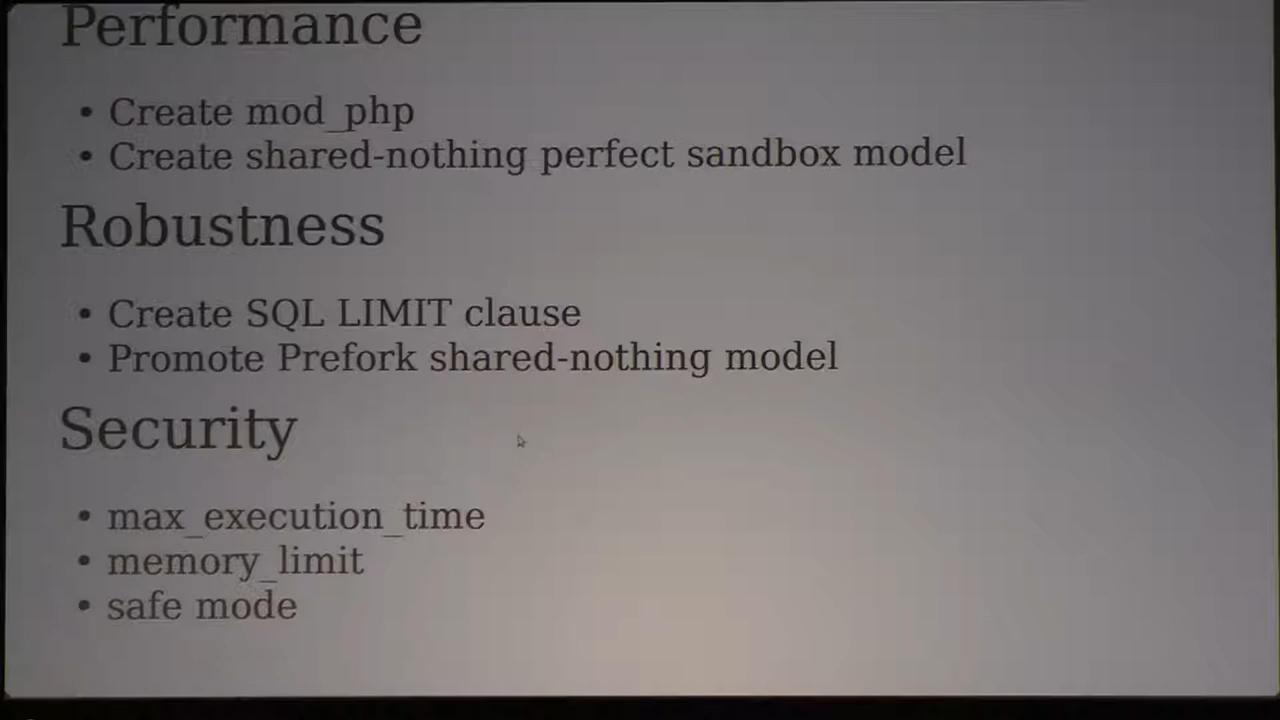 Performance
• Create mod_php
• Create shared-nothing perfect sandbox model
Robustness
• Create SQL LIMIT clause
• Promote Prefork shared-nothing model
Security
• max_execution_time
• memory_limit
• safe mode